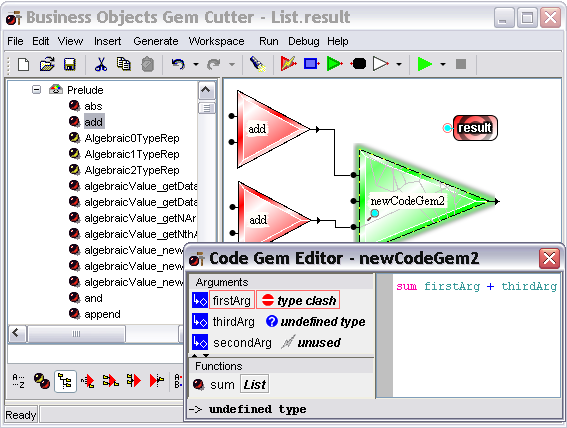 Business Objects Gem Cutter - List.result
File Edit View Insert Generate Workspace Run Debug Help
Prelude
abs
add
Algebraic0TypeRep
Algebraic1TypeRep
Algebraic2TypeRep
algebraicValue_getData
algebraicValue_getData
algebraicValue_getNAr
algebraicValue_getNthA
algebraicValue_new
algebraicValue_new
algebraicValue_new
and
append
add
result
newCodeGem2
add
Code Gem Editor - newCodeGem2
Arguments
firstArg type clash
thirdArg ? undefined type
secondArg unused
Functions
sum List
-> undefined type
sum firstArg + thirdArg
A...
...Z
A...
B...
Ready